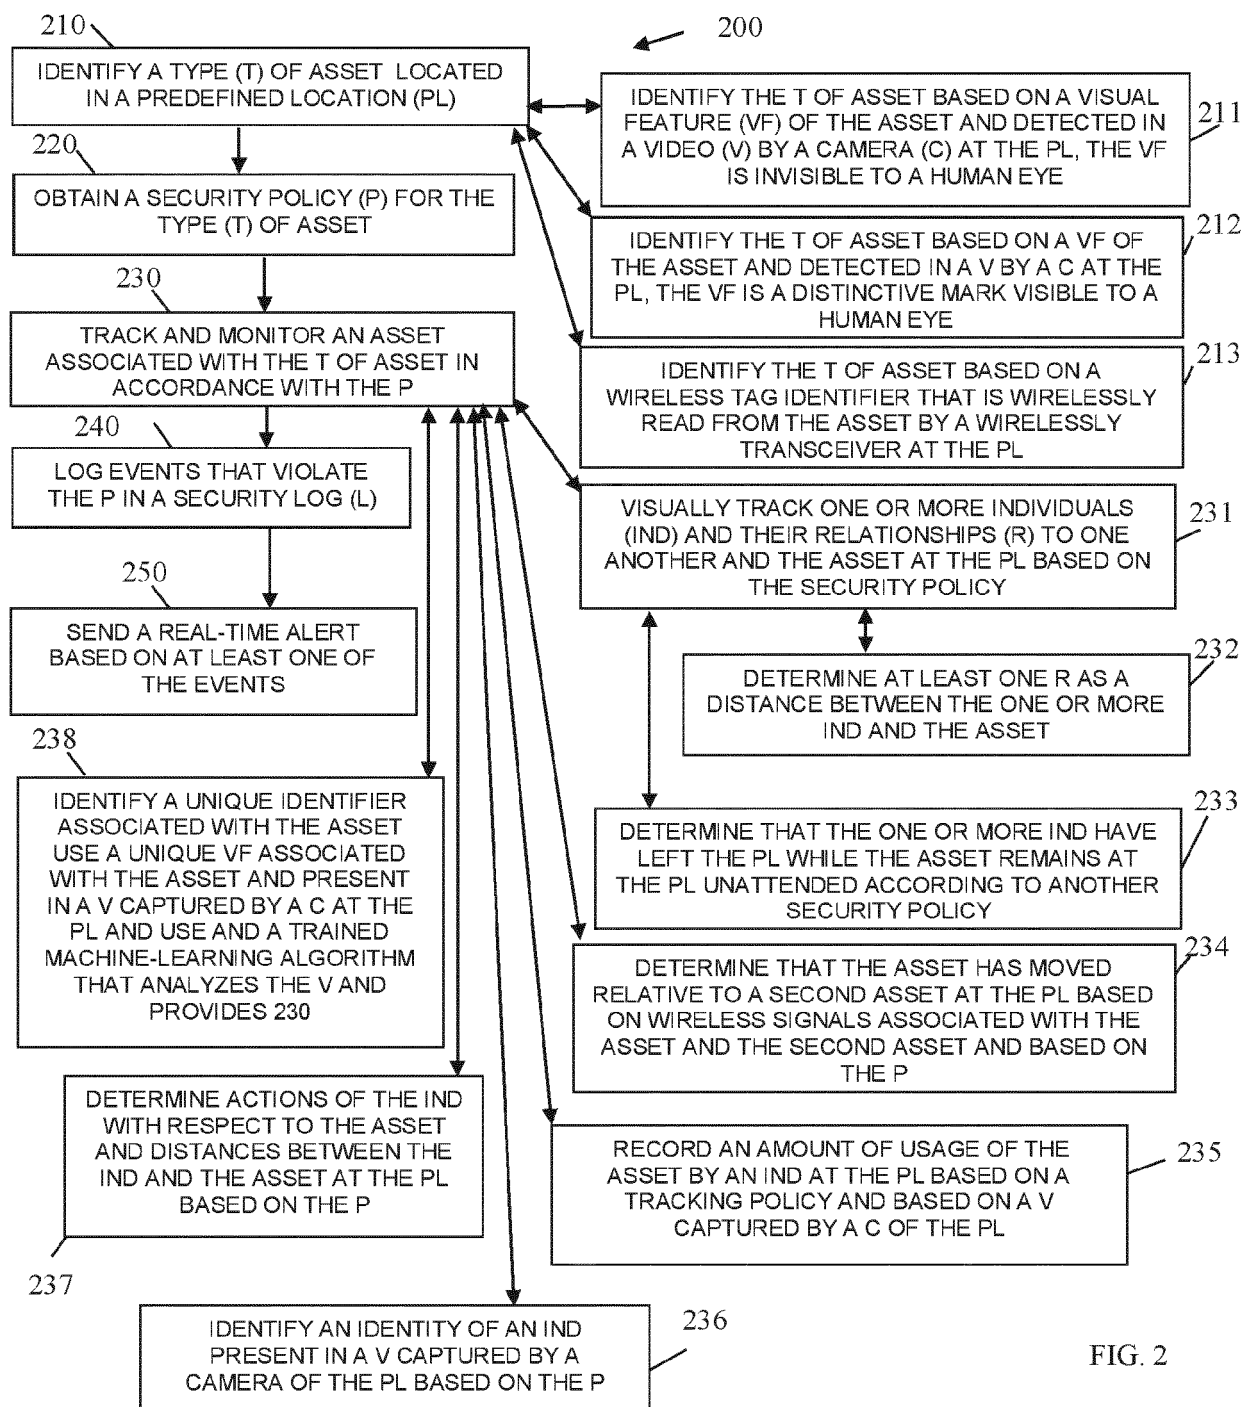 210
200
IDENTIFY A TYPE (T) OF ASSET LOCATED
IN A PREDEFINED LOCATION (PL)
IDENTIFY THE T OF ASSET BASED ON A VISUAL
FEATURE (VF) OF THE ASSET AND DETECTED IN
A VIDEO (V) BY A CAMERA (C) AT THE PL, THE VF
IS INVISIBLE TO A HUMAN EYE
211
220
OBTAIN A SECURITY POLICY (P) FOR THE
TYPE (T) OF ASSET
212
IDENTIFY THE T OF ASSET BASED ON A VF OF
THE ASSET AND DETECTED IN A V BY A C AT THE
PL, THE VF IS A DISTINCTIVE MARK VISIBLE TO A
HUMAN EYE
230
TRACK AND MONITOR AN ASSET
ASSOCIATED WITH THE T OF ASSET IN
ACCORDANCE WITH THE P
213
IDENTIFY THE T OF ASSET BASED ON A
WIRELESS TAG IDENTIFIER THAT IS WIRELESSLY
READ FROM THE ASSET BY A WIRELESSLY
TRANSCEIVER AT THE PL
240
LOG EVENTS THAT VIOLATE
THE P IN A SECURITY LOG (L)
VISUALLY TRACK ONE OR MORE INDIVIDUALS
(IND) AND THEIR RELATIONSHIPS (R) TO ONE
ANOTHER AND THE ASSET AT THE PL BASED ON
THE SECURITY POLICY
231
250
SEND A REAL-TIME ALERT
BASED ON AT LEAST ONE OF
THE EVENTS
232
DETERMINE AT LEAST ONE R AS A
DISTANCE BETWEEN THE ONE OR MORE
IND AND THE ASSET
238
IDENTIFY A UNIQUE IDENTIFIER
ASSOCIATED WITH THE ASSET
USE A UNIQUE VF ASSOCIATED
WITH THE ASSET AND PRESENT
IN A V CAPTURED BY A C AT THE
PL AND USE AND A TRAINED
MACHINE-LEARNING ALGORITHM
THAT ANALYZES THE V AND
PROVIDES 230
233
DETERMINE THAT THE ONE OR MORE IND HAVE
LEFT THE PL WHILE THE ASSET REMAINS AT
THE PL UNATTENDED ACCORDING TO ANOTHER
SECURITY POLICY
234
DETERMINE THAT THE ASSET HAS MOVED
RELATIVE TO A SECOND ASSET AT THE PL BASED
ON WIRELESS SIGNALS ASSOCIATED WITH THE
ASSET AND THE SECOND ASSET AND BASED ON
THE P
DETERMINE ACTIONS OF THE IND
WITH RESPECT TO THE ASSET
AND DISTANCES BETWEEN THE
IND AND THE ASSET AT THE PL
BASED ON THE P
237
RECORD AN AMOUNT OF USAGE OF THE
ASSET BY AN IND AT THE PL BASED ON A
TRACKING POLICY AND BASED ON A V
CAPTURED BY A C OF THE PL
235
IDENTIFY AN IDENTITY OF AN IND
PRESENT IN A V CAPTURED BY A
CAMERA OF THE PL BASED ON THE P
236
FIG. 2